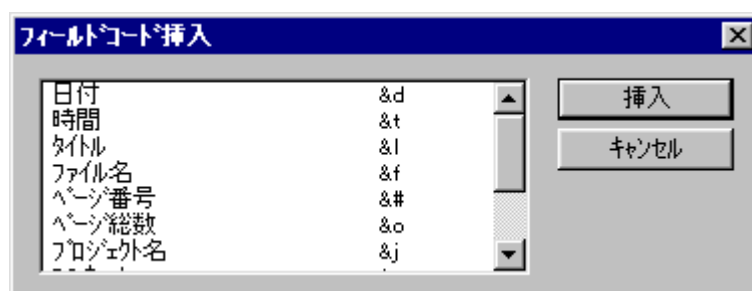 フィールドコード挿入
日付 &d
時間 &t
タイトル &l
ファイル名 &f
ページ番号 &#
ページ総数 &o
プロジェクト名 &j
挿入
キャンセル